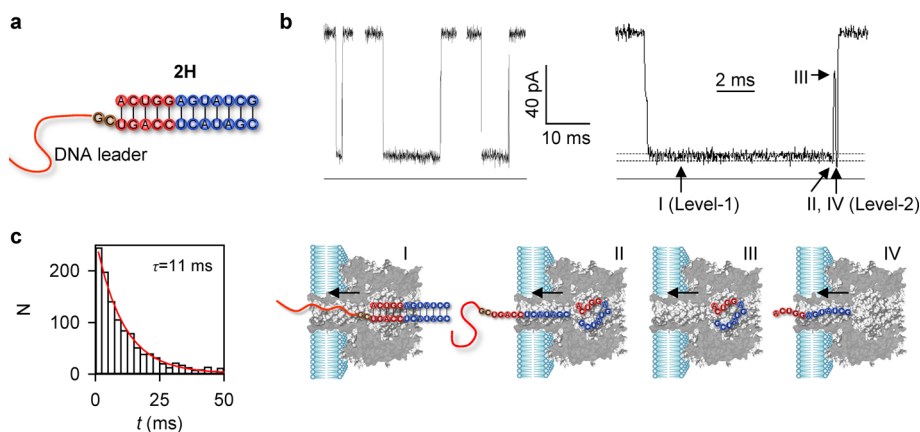 a
2H
ACUGGAGUAUCG
GCUGACCUCAUAGC
DNA leader
b
40 pA
10 ms
2 ms
III
I (Level-1)
II, IV (Level-2)
c
N
200
100
0
τ=11 ms
0 25 50
t (ms)
I
II
III
IV